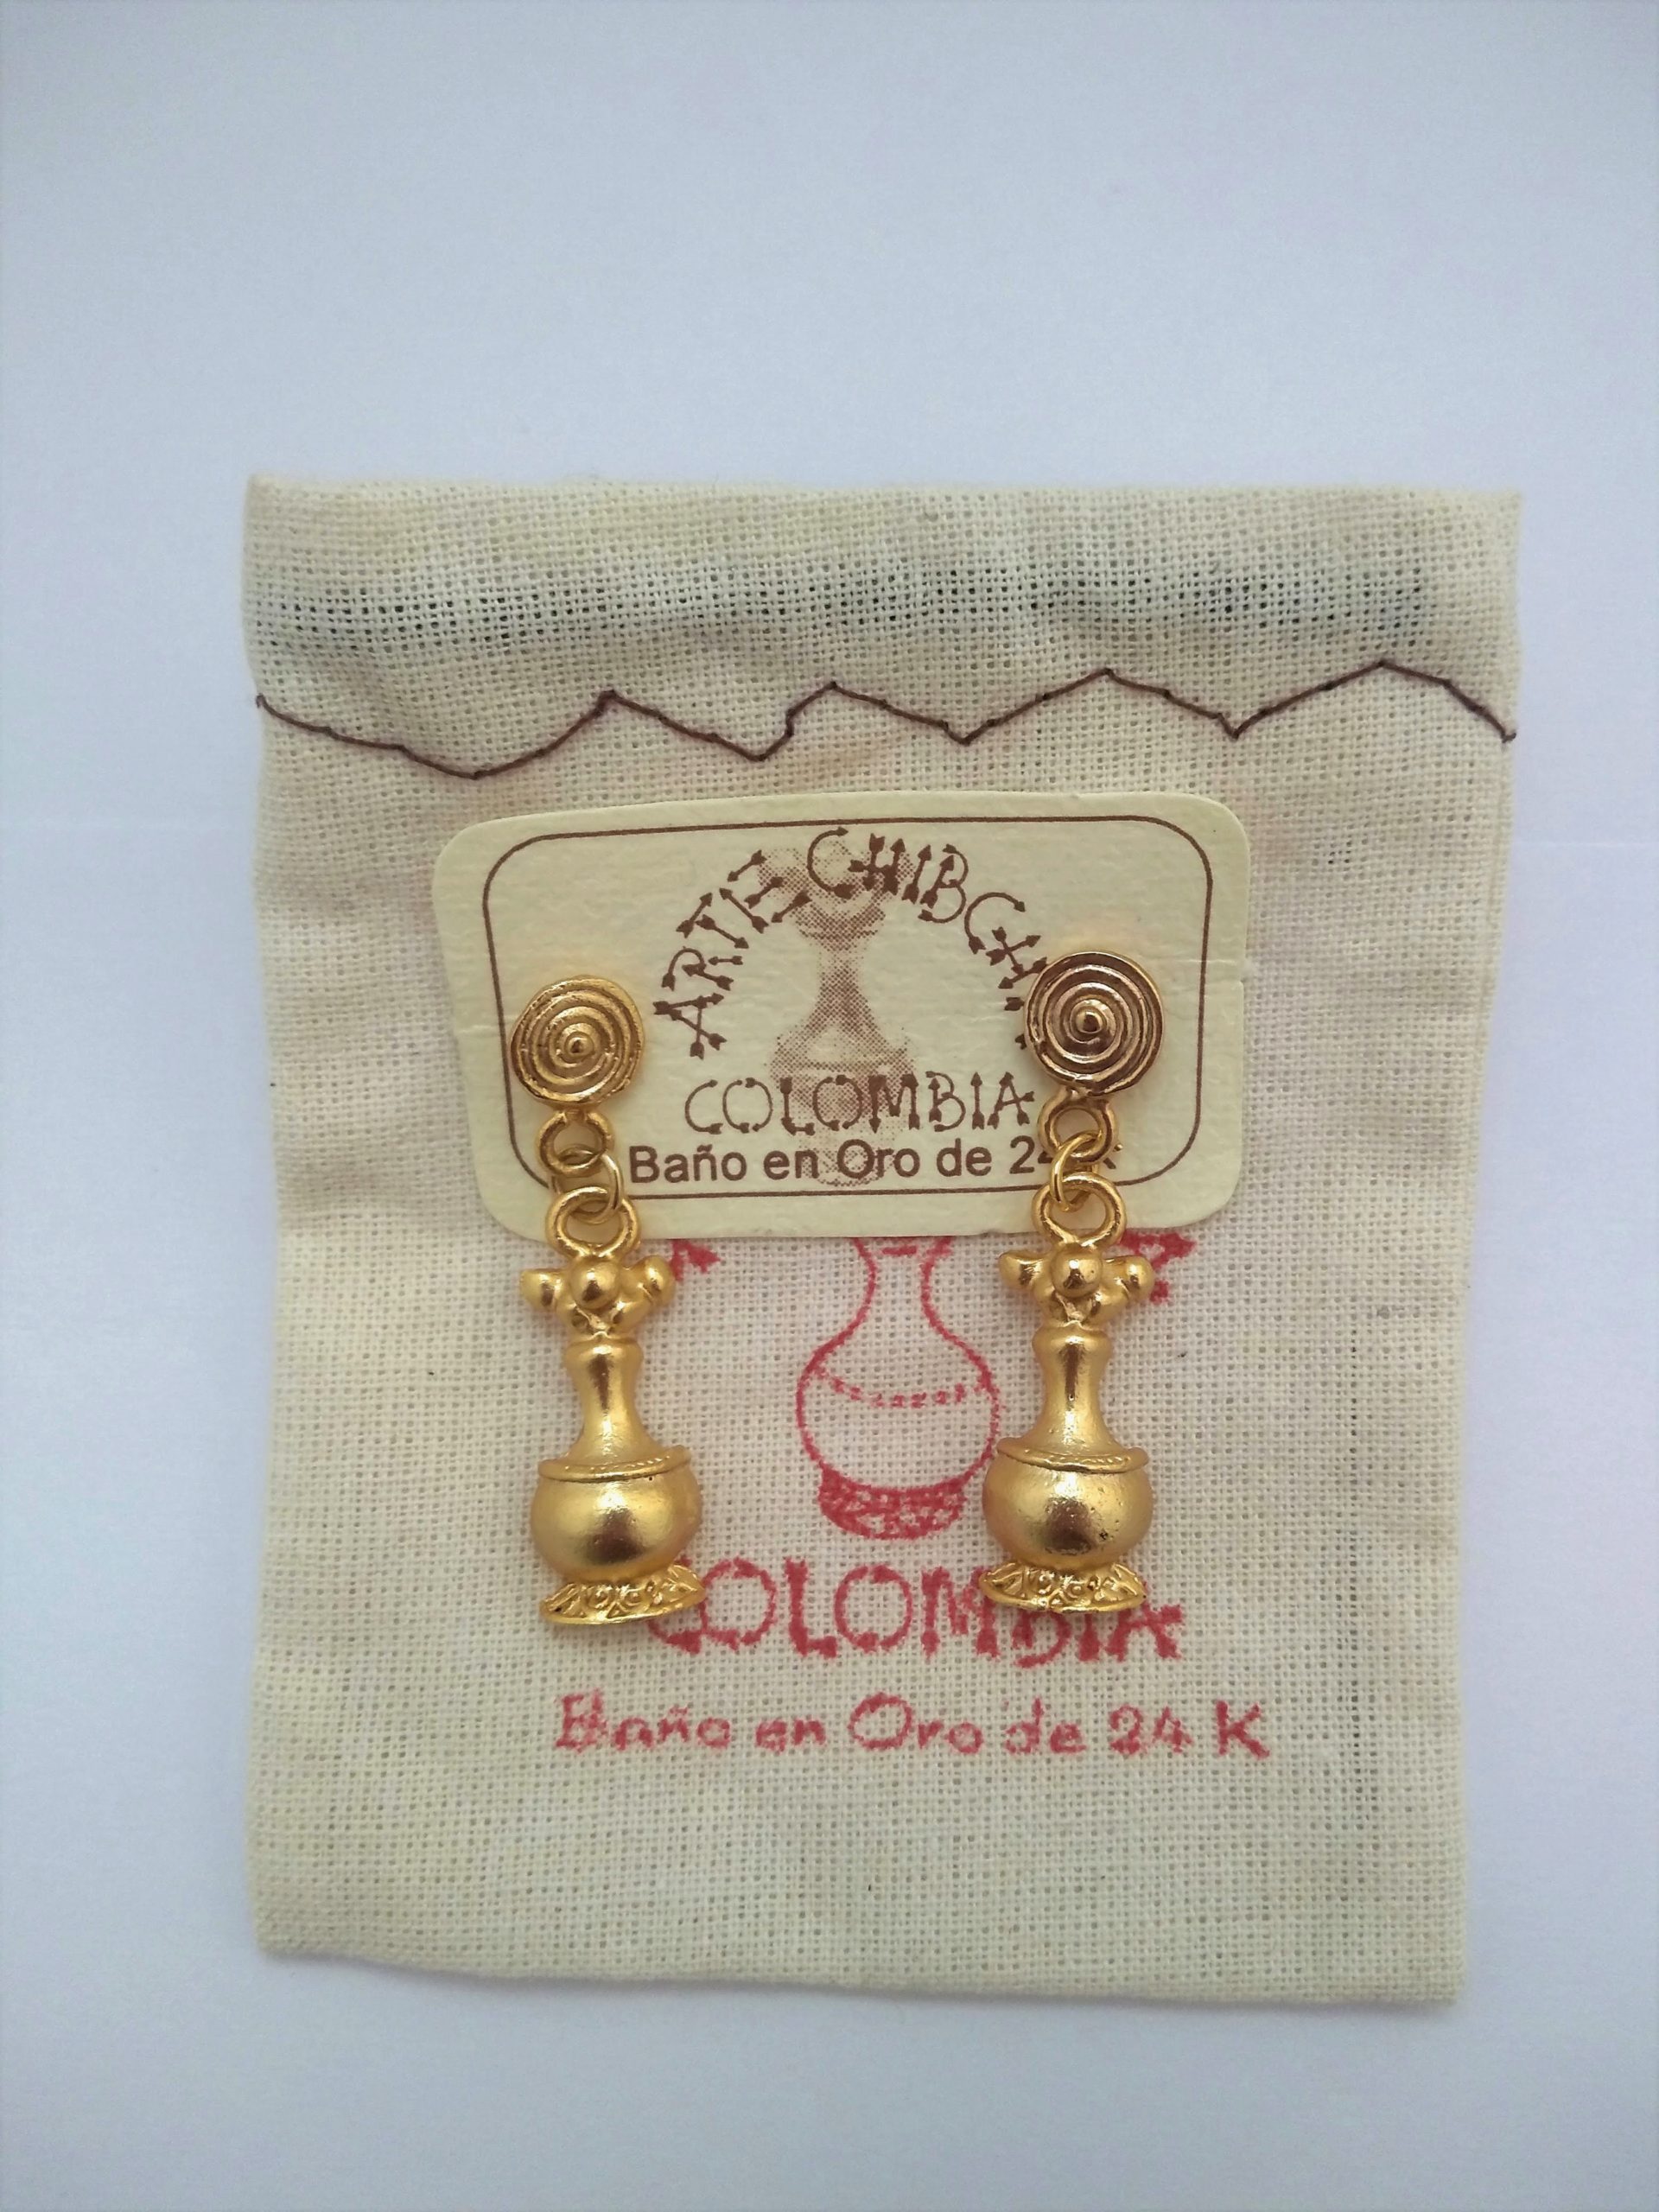 ARTE CHIBCHA
COLOMBIA
Baño en Oro de 24 K
COLOMBIA
Baño en Oro de 24 K